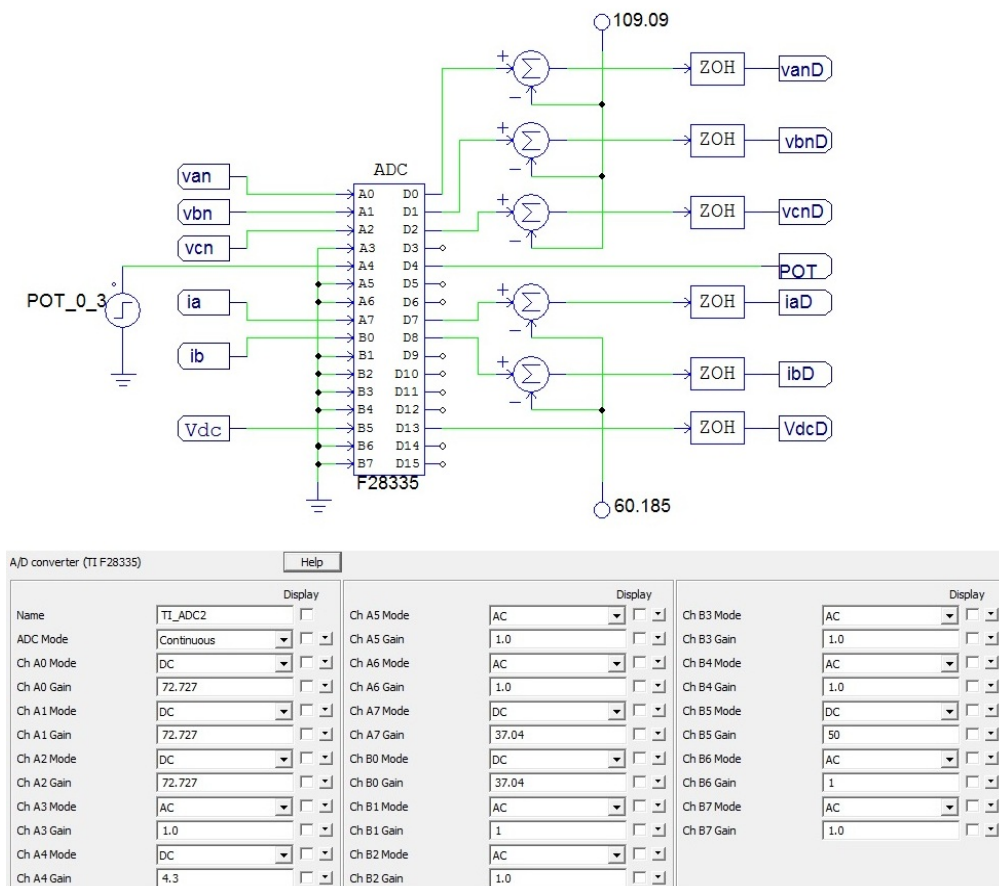 109.09
ZOH vanD
ZOH vbnD
ADC
van A0 D0
vbn A1 D1
A2 D2 ZOH vcnD
vcn A3 D3
A4 D4 POT
POT_0_3 A5 D5
ia A6 D6 ZOH iaD
A7 D7
B0 D8
ib B1 D9
B2 D10 ZOH ibD
B3 D11
B4 D12
Vdc B5 D13 ZOH VdcD
B6 D14
B7 D15
F28335
60.185
A/D converter (TI F28335) Help
Display Display Display
Name TI_ADC2 Ch A5 Mode AC Ch B3 Mode AC
ADC Mode Continuous Ch A5 Gain 1.0 Ch B3 Gain 1.0
Ch A0 Mode DC Ch A6 Mode AC Ch B4 Mode AC
Ch A0 Gain 72.727 Ch A6 Gain 1.0 Ch B4 Gain 1.0
Ch A1 Mode DC Ch A7 Mode DC Ch B5 Mode DC
Ch A1 Gain 72.727 Ch A7 Gain 37.04 Ch B5 Gain 50
Ch A2 Mode DC Ch B0 Mode DC Ch B6 Mode AC
Ch A2 Gain 72.727 Ch B0 Gain 37.04 Ch B6 Gain 1
Ch A3 Mode AC Ch B1 Mode AC Ch B7 Mode AC
Ch A3 Gain 1.0 Ch B1 Gain 1 Ch B7 Gain 1.0
Ch A4 Mode DC Ch B2 Mode AC
Ch A4 Gain 4.3 Ch B2 Gain 1.0